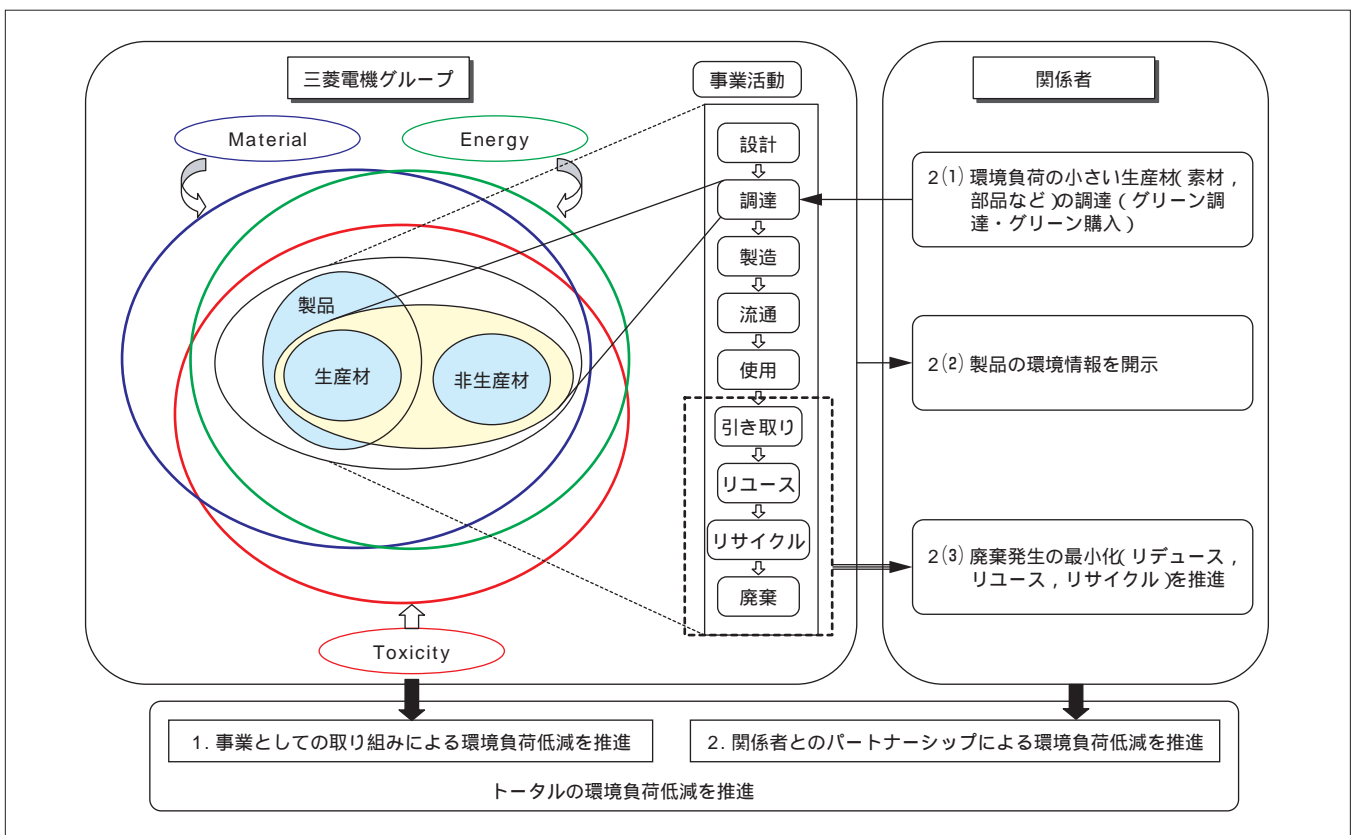 三菱電機グループ
Material
Energy
製品
生産材
非生産材
Toxicity
事業活動
設計
調達
製造
流通
使用
引き取り
リユース
リサイクル
廃棄
関係者
2(1) 環境負荷の小さい生産材(素材,
部品など)の調達(グリーン調
達・グリーン購入)
2(2) 製品の環境情報を開示
2(3) 廃棄発生の最小化(リデュース,
リユース,リサイクル)を推進
1. 事業としての取り組みによる環境負荷低減を推進
2. 関係者とのパートナーシップによる環境負荷低減を推進
トータルの環境負荷低減を推進